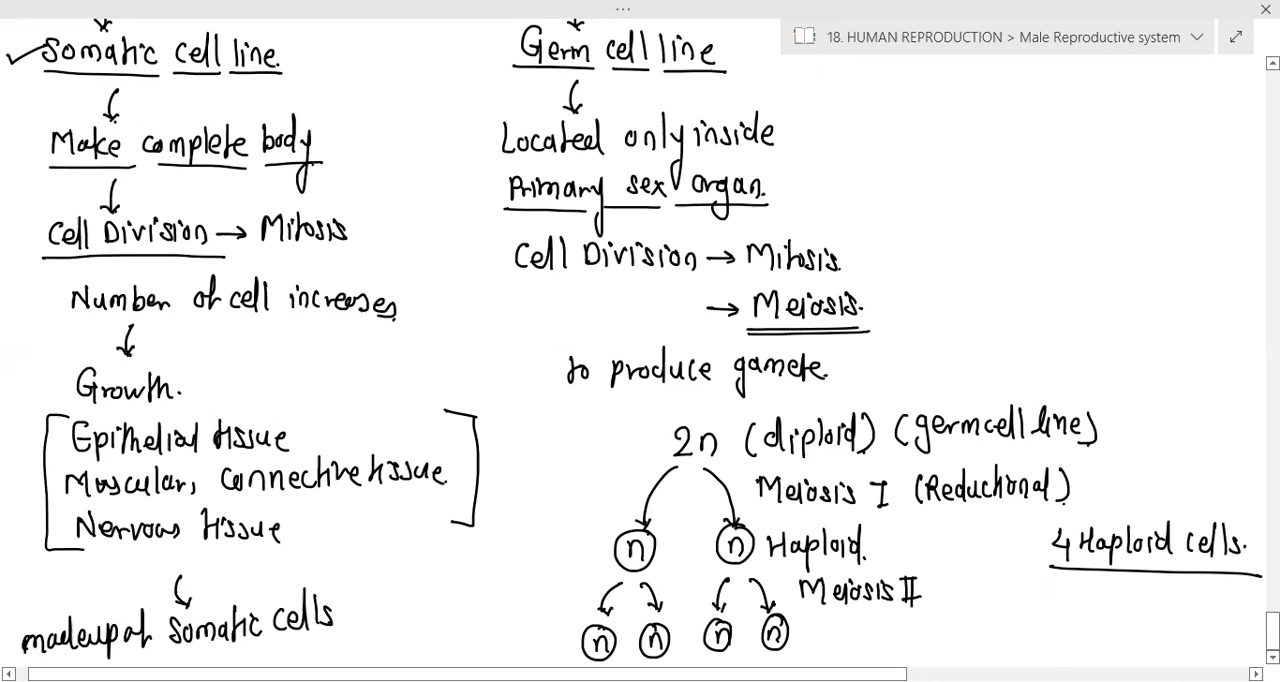 18. HUMAN REPRODUCTION > Male Reproductive system
Somatic cell line.
Make complete body
Cell Division → Mitosis
Number of cell increases
Growth.
Epithelial tissue
Muscular, Connective tissue
Nervous tissue
madeup of Somatic cells
Germ cell line
Located only inside
Primary sex organ.
Cell Division → Mitosis.
→ Meiosis.
to produce gamete.
2n (diploid) (germcell line)
Meiosis I (Reductional)
n n Haploid.
4 Haploid cells.
Meiosis II
n n n n